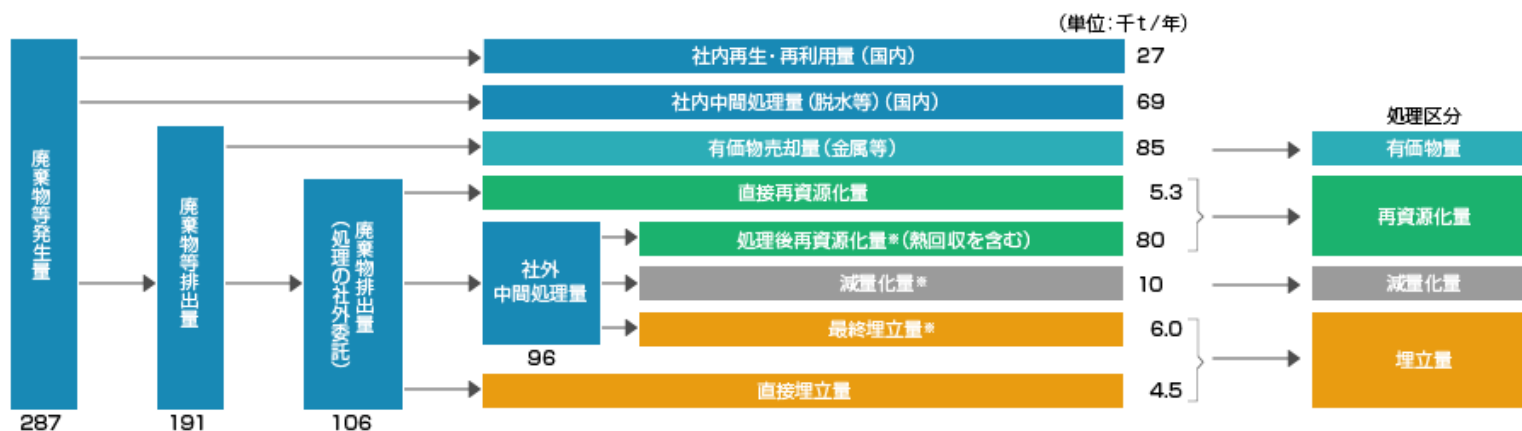 (単位:千t/年)
社内再生・再利用量(国内)
27
社内中間処理量(脱水等)(国内)
69
処理区分
有価物売却量(金属等)
85
有価物量
直接再資源化量
5.3
再資源化量
処理後再資源化量※(熱回収を含む)
80
社外
中間処理量
96
減量化量※
10
減量化量
最終埋立量※
6.0
埋立量
直接埋立量
4.5
廃棄物等発生量
287
廃棄物等排出量
191
廃棄物排出量
(処理の社外委託)
106